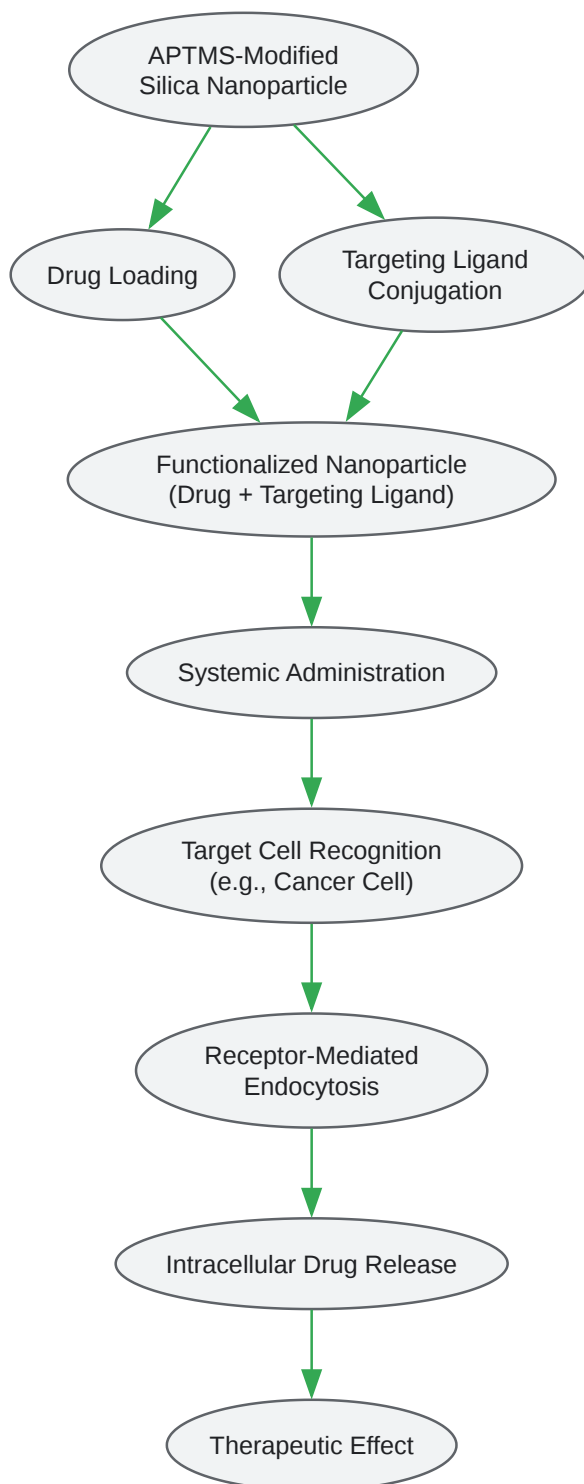 APTMS-Modified
Silica Nanoparticle
Drug Loading
Targeting Ligand
Conjugation
Functionalized Nanoparticle
(Drug + Targeting Ligand)
Systemic Administration
Target Cell Recognition
(e.g., Cancer Cell)
Receptor-Mediated
Endocytosis
Intracellular Drug Release
Therapeutic Effect